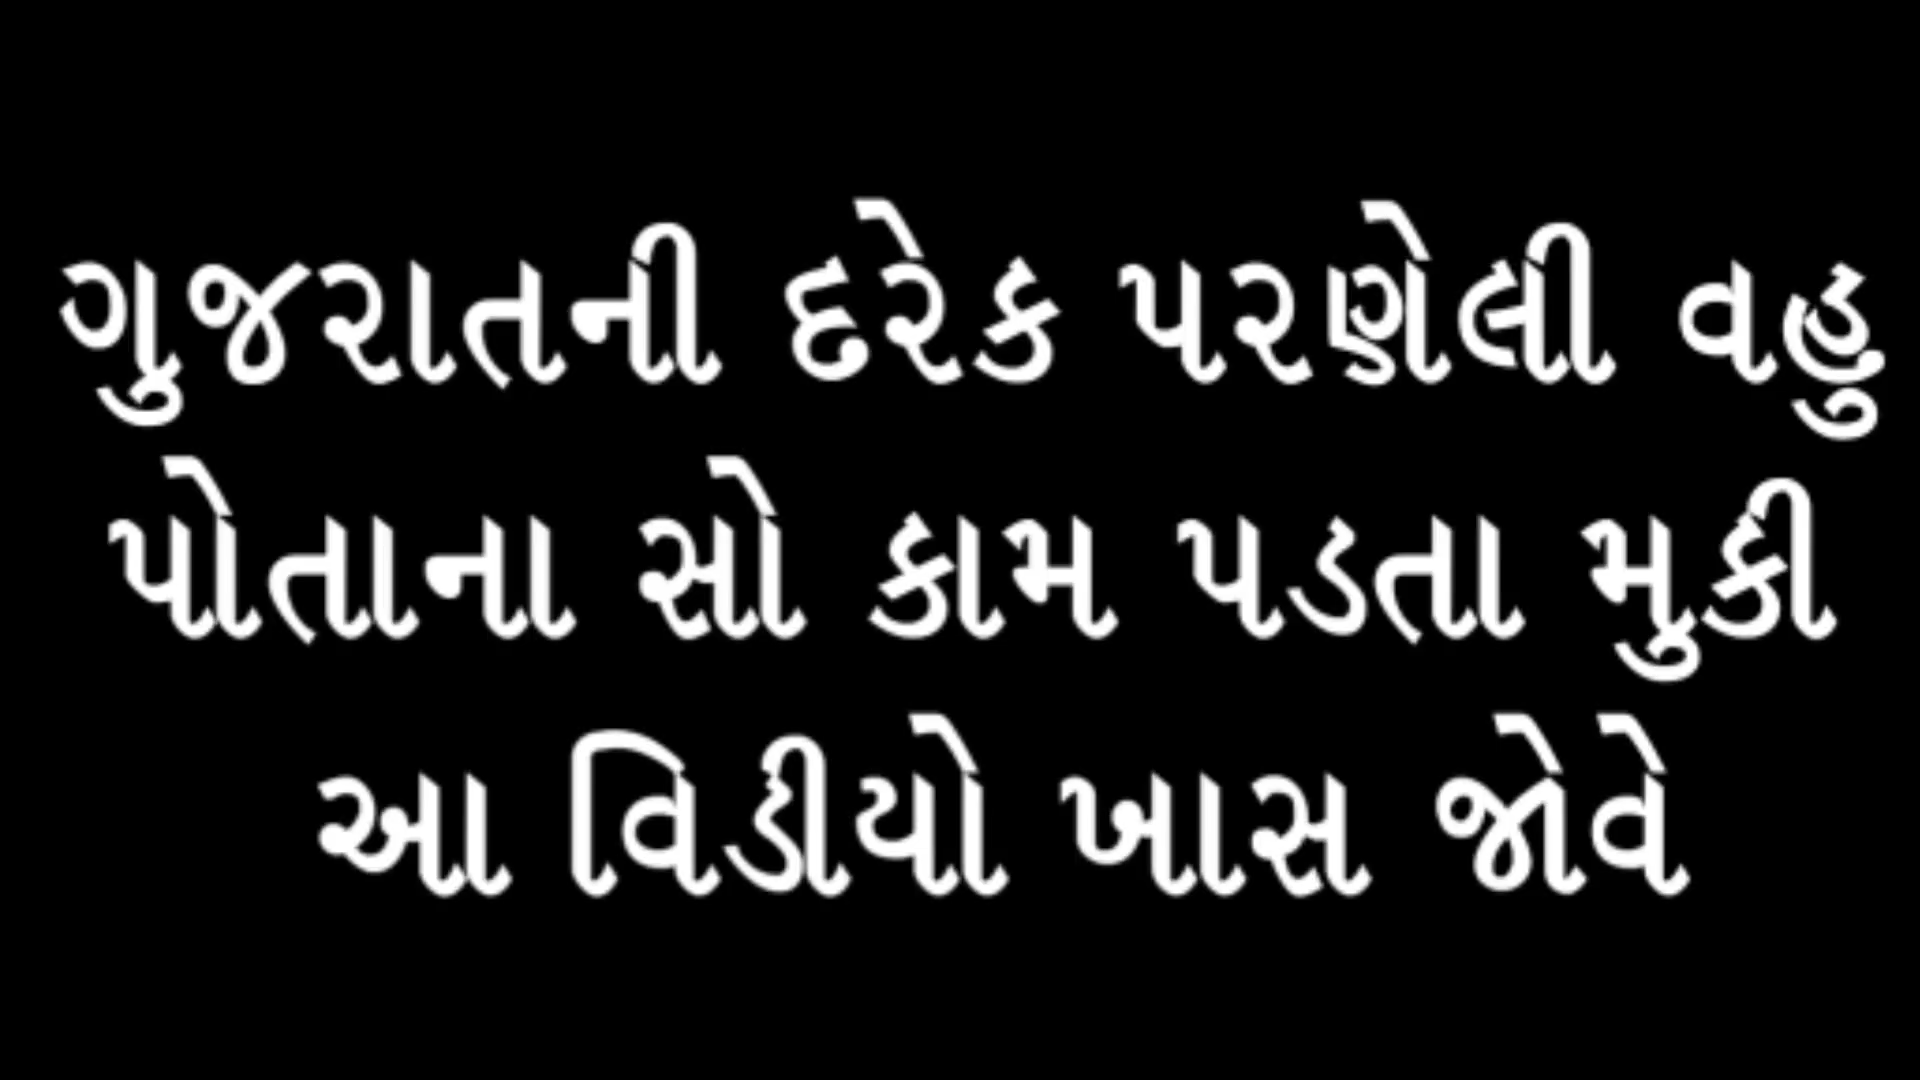 ગુજરાતની દરેક પરણેલી વહુ
પોતાના સો કામ પડતા મુકી
આ વિડીયો ખાસ જોવે